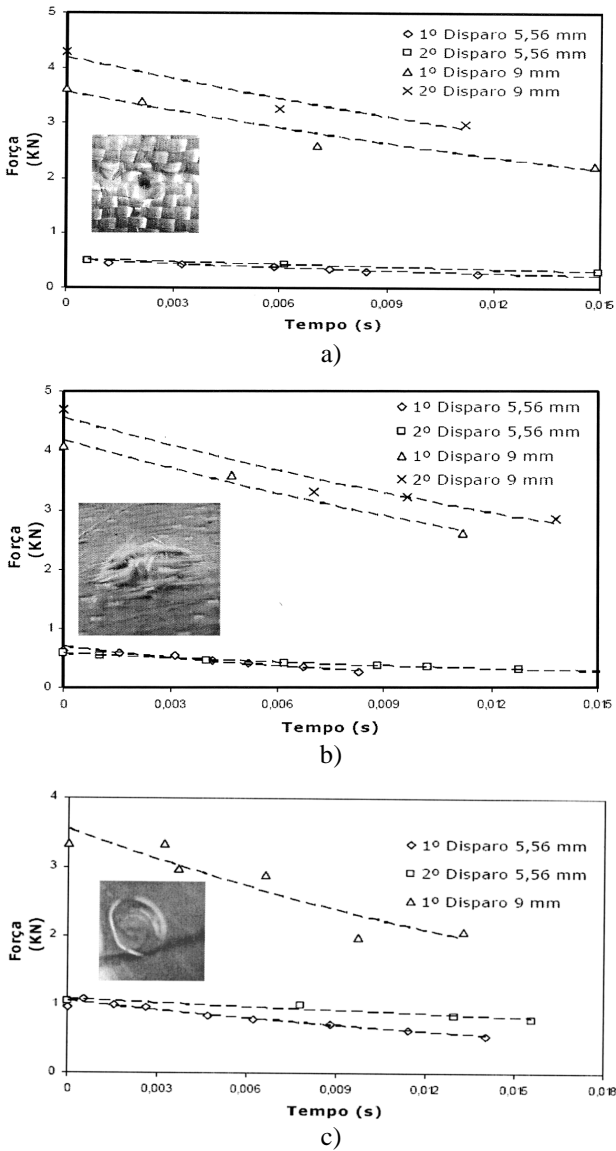 5
4
3
2
1
0
Força
(KN)
1º Disparo 5,56 mm
2º Disparo 5,56 mm
1º Disparo 9 mm
2º Disparo 9 mm
0
0,003
0,006
0,009
0,012
0,015
Tempo (s)
a)
5
4
3
2
1
0
Força
(KN)
1º Disparo 5,56 mm
2º Disparo 5,56 mm
1º Disparo 9 mm
2º Disparo 9 mm
0
0,003
0,006
0,009
0,012
0,015
Tempo (s)
b)
4
3
2
1
0
Força
(KN)
1º Disparo 5,56 mm
2º Disparo 5,56 mm
1º Disparo 9 mm
0
0,003
0,006
0,009
0,012
0,015
0,018
Tempo (s)
c)